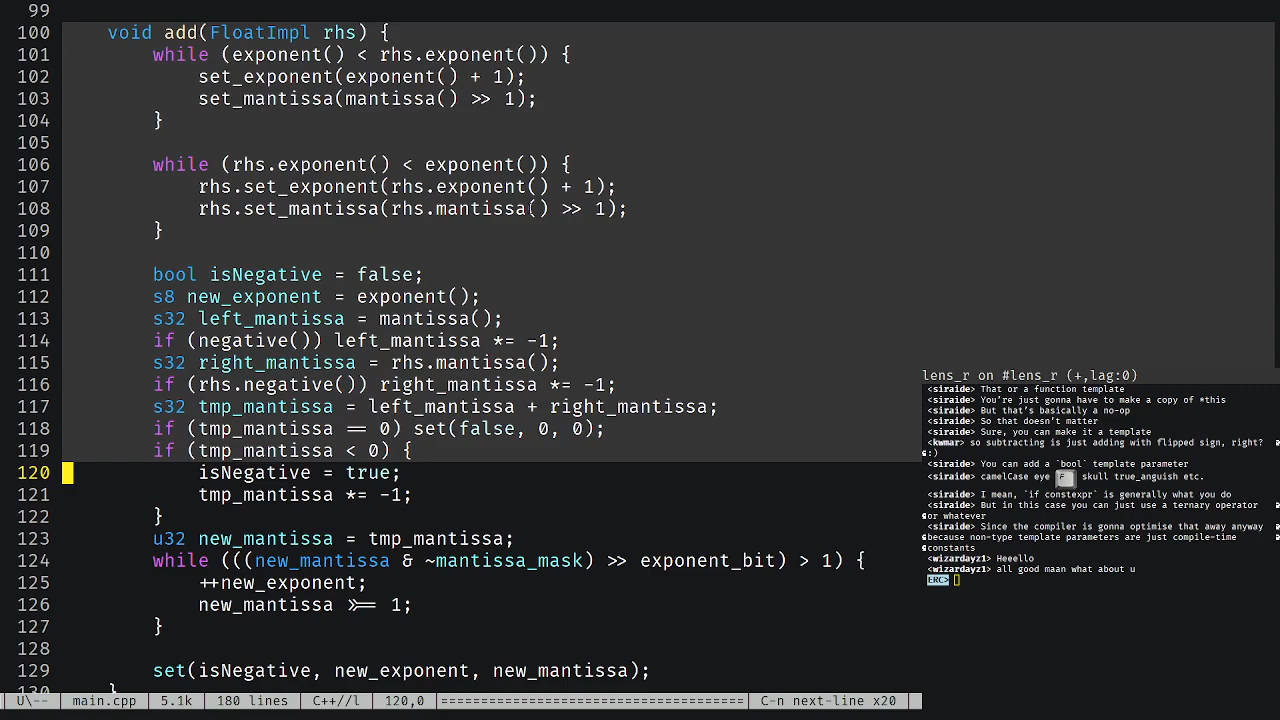 99
100 void add(FloatImpl rhs) {
101 while (exponent() < rhs.exponent()) {
102 set_exponent(exponent() + 1);
103 set_mantissa(mantissa() >> 1);
104 }
105
106 while (rhs.exponent() < exponent()) {
107 rhs.set_exponent(rhs.exponent() + 1);
108 rhs.set_mantissa(rhs.mantissa() >> 1);
109 }
110
111 bool isNegative = false;
112 s8 new_exponent = exponent();
113 s32 left_mantissa = mantissa();
114 if (negative()) left_mantissa *= -1;
115 s32 right_mantissa = rhs.mantissa();
116 if (rhs.negative()) right_mantissa *= -1;
117 s32 tmp_mantissa = left_mantissa + right_mantissa;
118 if (tmp_mantissa == 0) set(false, 0, 0);
119 if (tmp_mantissa < 0) {
120 isNegative = true;
121 tmp_mantissa *= -1;
122 }
123 u32 new_mantissa = tmp_mantissa;
124 while (((new_mantissa & ~mantissa_mask) >> exponent_bit) > 1) {
125 ++new_exponent;
126 new_mantissa >>= 1;
127 }
128
129 set(isNegative, new_exponent, new_mantissa);
130 }
lens_r on #lens_r (+,lag:0)
<siraide> That or a function template
<siraide> You're just gonna have to make a copy of *this
<siraide> But that's basically a no-op
<siraide> So that doesn't matter
<siraide> Sure, you can make it a template
<kwmar> so subtracting is just adding with flipped sign, right?
:)
<siraide> You can add a `bool` template parameter
<siraide> camelCase eye F skull true_anguish etc.
<siraide> I mean, `if constexpr` is generally what you do
<siraide> But in this case you can just use a ternary operator
or whatever
<siraide> Since the compiler is gonna optimise that away anyway
because non-type template parameters are just compile-time
constants
<wizardayz1> Heeello
<wizardayz1> all good maan what about u
ERC>
U\-- main.cpp 5.1k 180 lines C++//l 120,0 C-n next-line x20